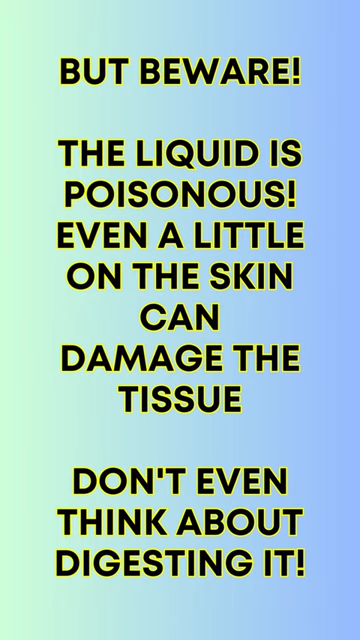 BUT BEWARE!
THE LIQUID IS
POISONOUS!
EVEN A LITTLE
ON THE SKIN
CAN
DAMAGE THE
TISSUE
DON'T EVEN
THINK ABOUT
DIGESTING IT!